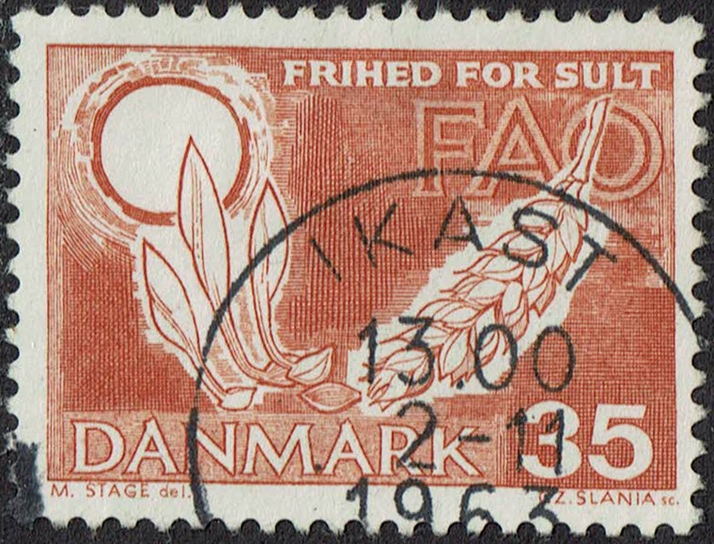 FRIHED FOR SULT
FAO
IKAST
13.00
2-11
1963
DANMARK 35
M. STAGE del.
CZ. SLANIA sc.